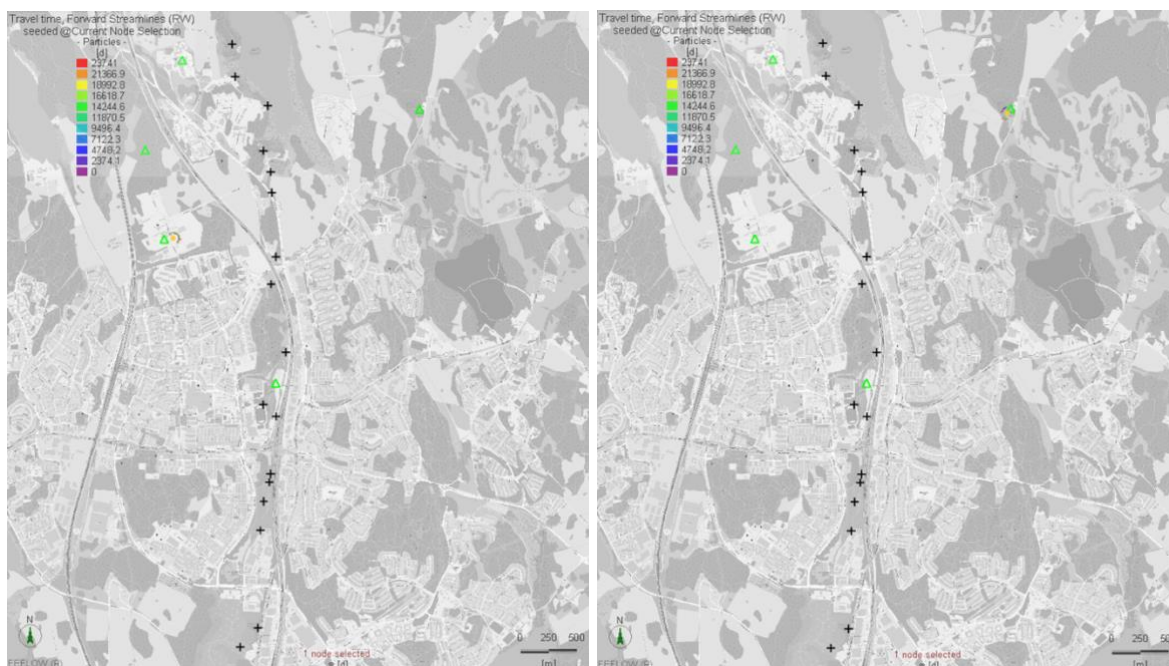 Travel time, Forward Streamlines (RW)
seeded @Current Node Selection
- Particles -
[d]
23741
21366.9
18992.8
16618.7
14244.6
11870.5
9496.4
7122.3
4748.2
2374.1
0
N
1 node selected
[d]
0 250 500
[m]
FEFLOW (R)
Travel time, Forward Streamlines (RW)
seeded @Current Node Selection
- Particles -
[d]
23741
21366.9
18992.8
16618.7
14244.6
11870.5
9496.4
7122.3
4748.2
2374.1
0
N
1 node selected
[d]
0 250 500
[m]
FEFLOW (R)